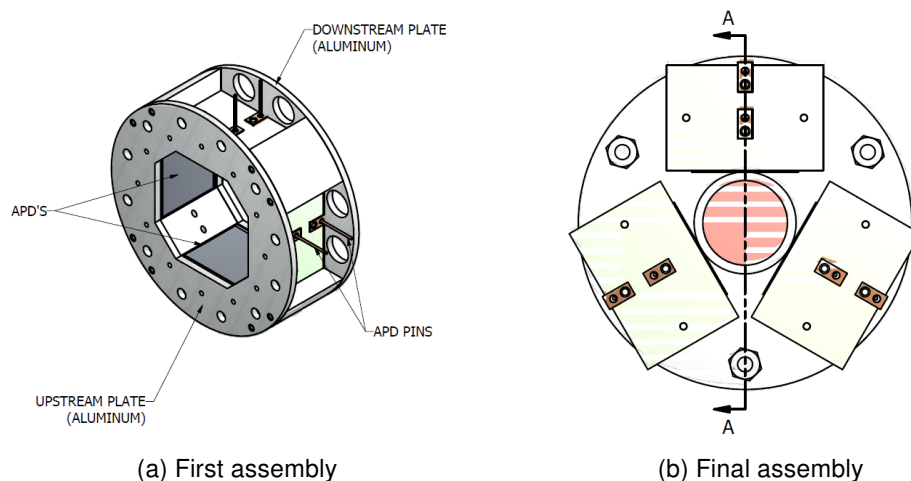 DOWNSTREAM PLATE
(ALUMINUM)
APD'S
APD PINS
UPSTREAM PLATE
(ALUMINUM)
(a) First assembly
A
A
(b) Final assembly